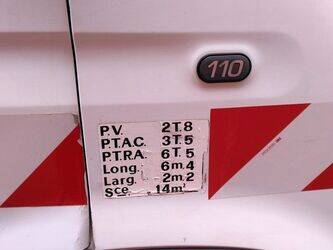 110
P.V. 2T.8
P.T.A.C. 3T.5
P.T.R.A. 6T.5
Long. 6m.4
Larg. 2m.2
Sce 14m²